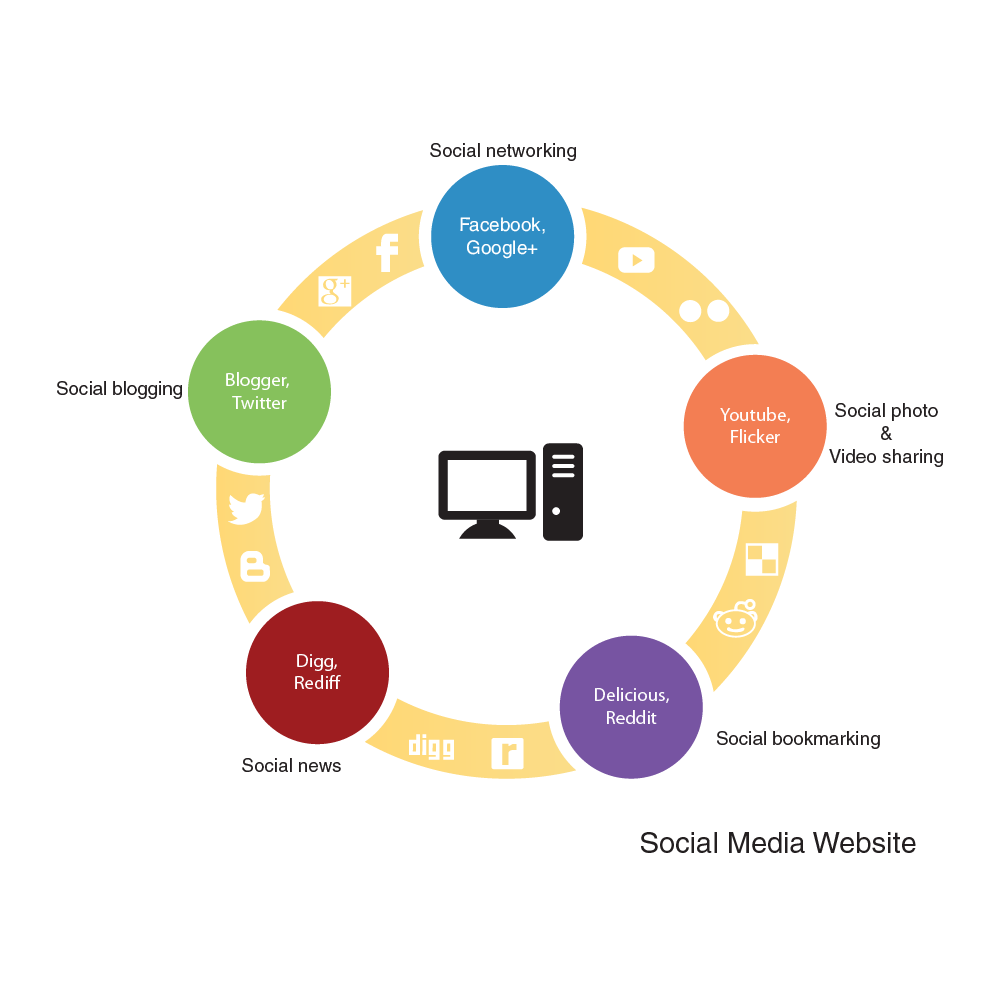 Social networking
Facebook,
Google+
g+
Blogger,
Twitter
Social blogging
Youtube,
Flicker
Social photo
&
Video sharing
Digg,
Rediff
Social news
digg
r
Delicious,
Reddit
Social bookmarking
Social Media Website